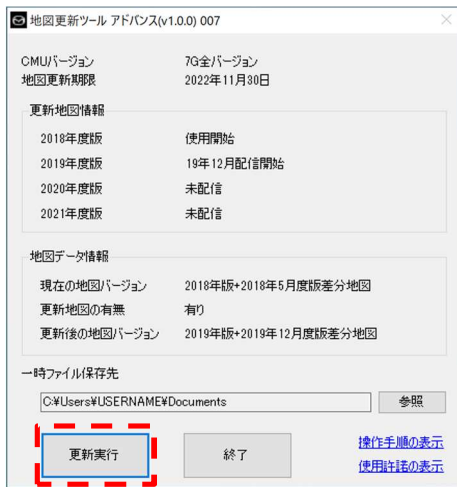 地図更新ツール アドバンス(v1.0.0) 007
CMUバージョン 7G全バージョン
地図更新期限 2022年11月30日
更新地図情報
2018年度版 使用開始
2019年度版 19年12月配信開始
2020年度版 未配信
2021年度版 未配信
地図データ情報
現在の地図バージョン 2018年版+2018年5月度版差分地図
更新地図の有無 有り
更新後の地図バージョン 2019年版+2019年12月度版差分地図
一時ファイル保存先
C:¥Users¥USERNAME¥Documents 参照
更新実行 終了 操作手順の表示
使用許諾の表示